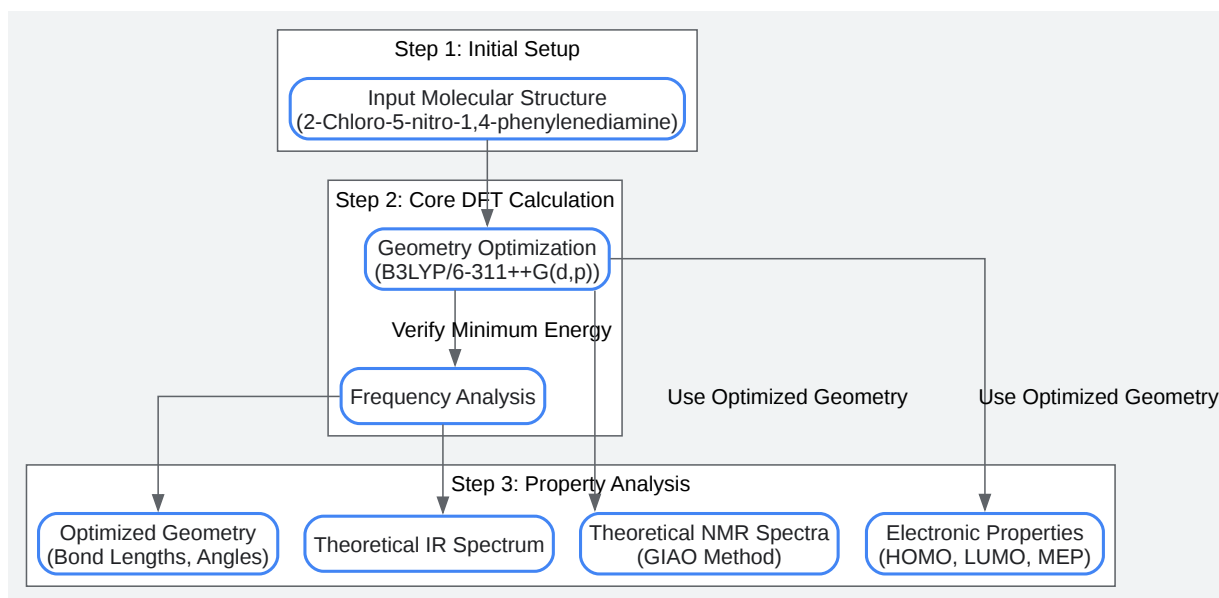 Step 1: Initial Setup
Input Molecular Structure
(2-Chloro-5-nitro-1,4-phenylenediamine)
Step 2: Core DFT Calculation
Geometry Optimization
(B3LYP/6-311++G(d,p))
Verify Minimum Energy
Frequency Analysis
Use Optimized Geometry
Use Optimized Geometry
Step 3: Property Analysis
Optimized Geometry
(Bond Lengths, Angles)
Theoretical IR Spectrum
Theoretical NMR Spectra
(GIAO Method)
Electronic Properties
(HOMO, LUMO, MEP)